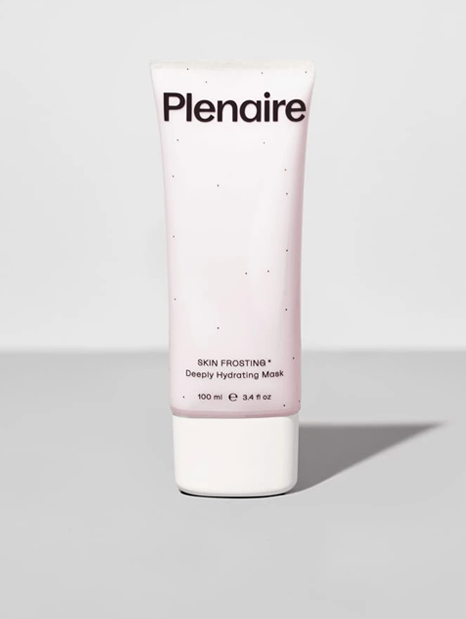 Plenaire
SKIN FROSTING*
Deeply Hydrating Mask
100 ml ℮ 3.4 fl oz